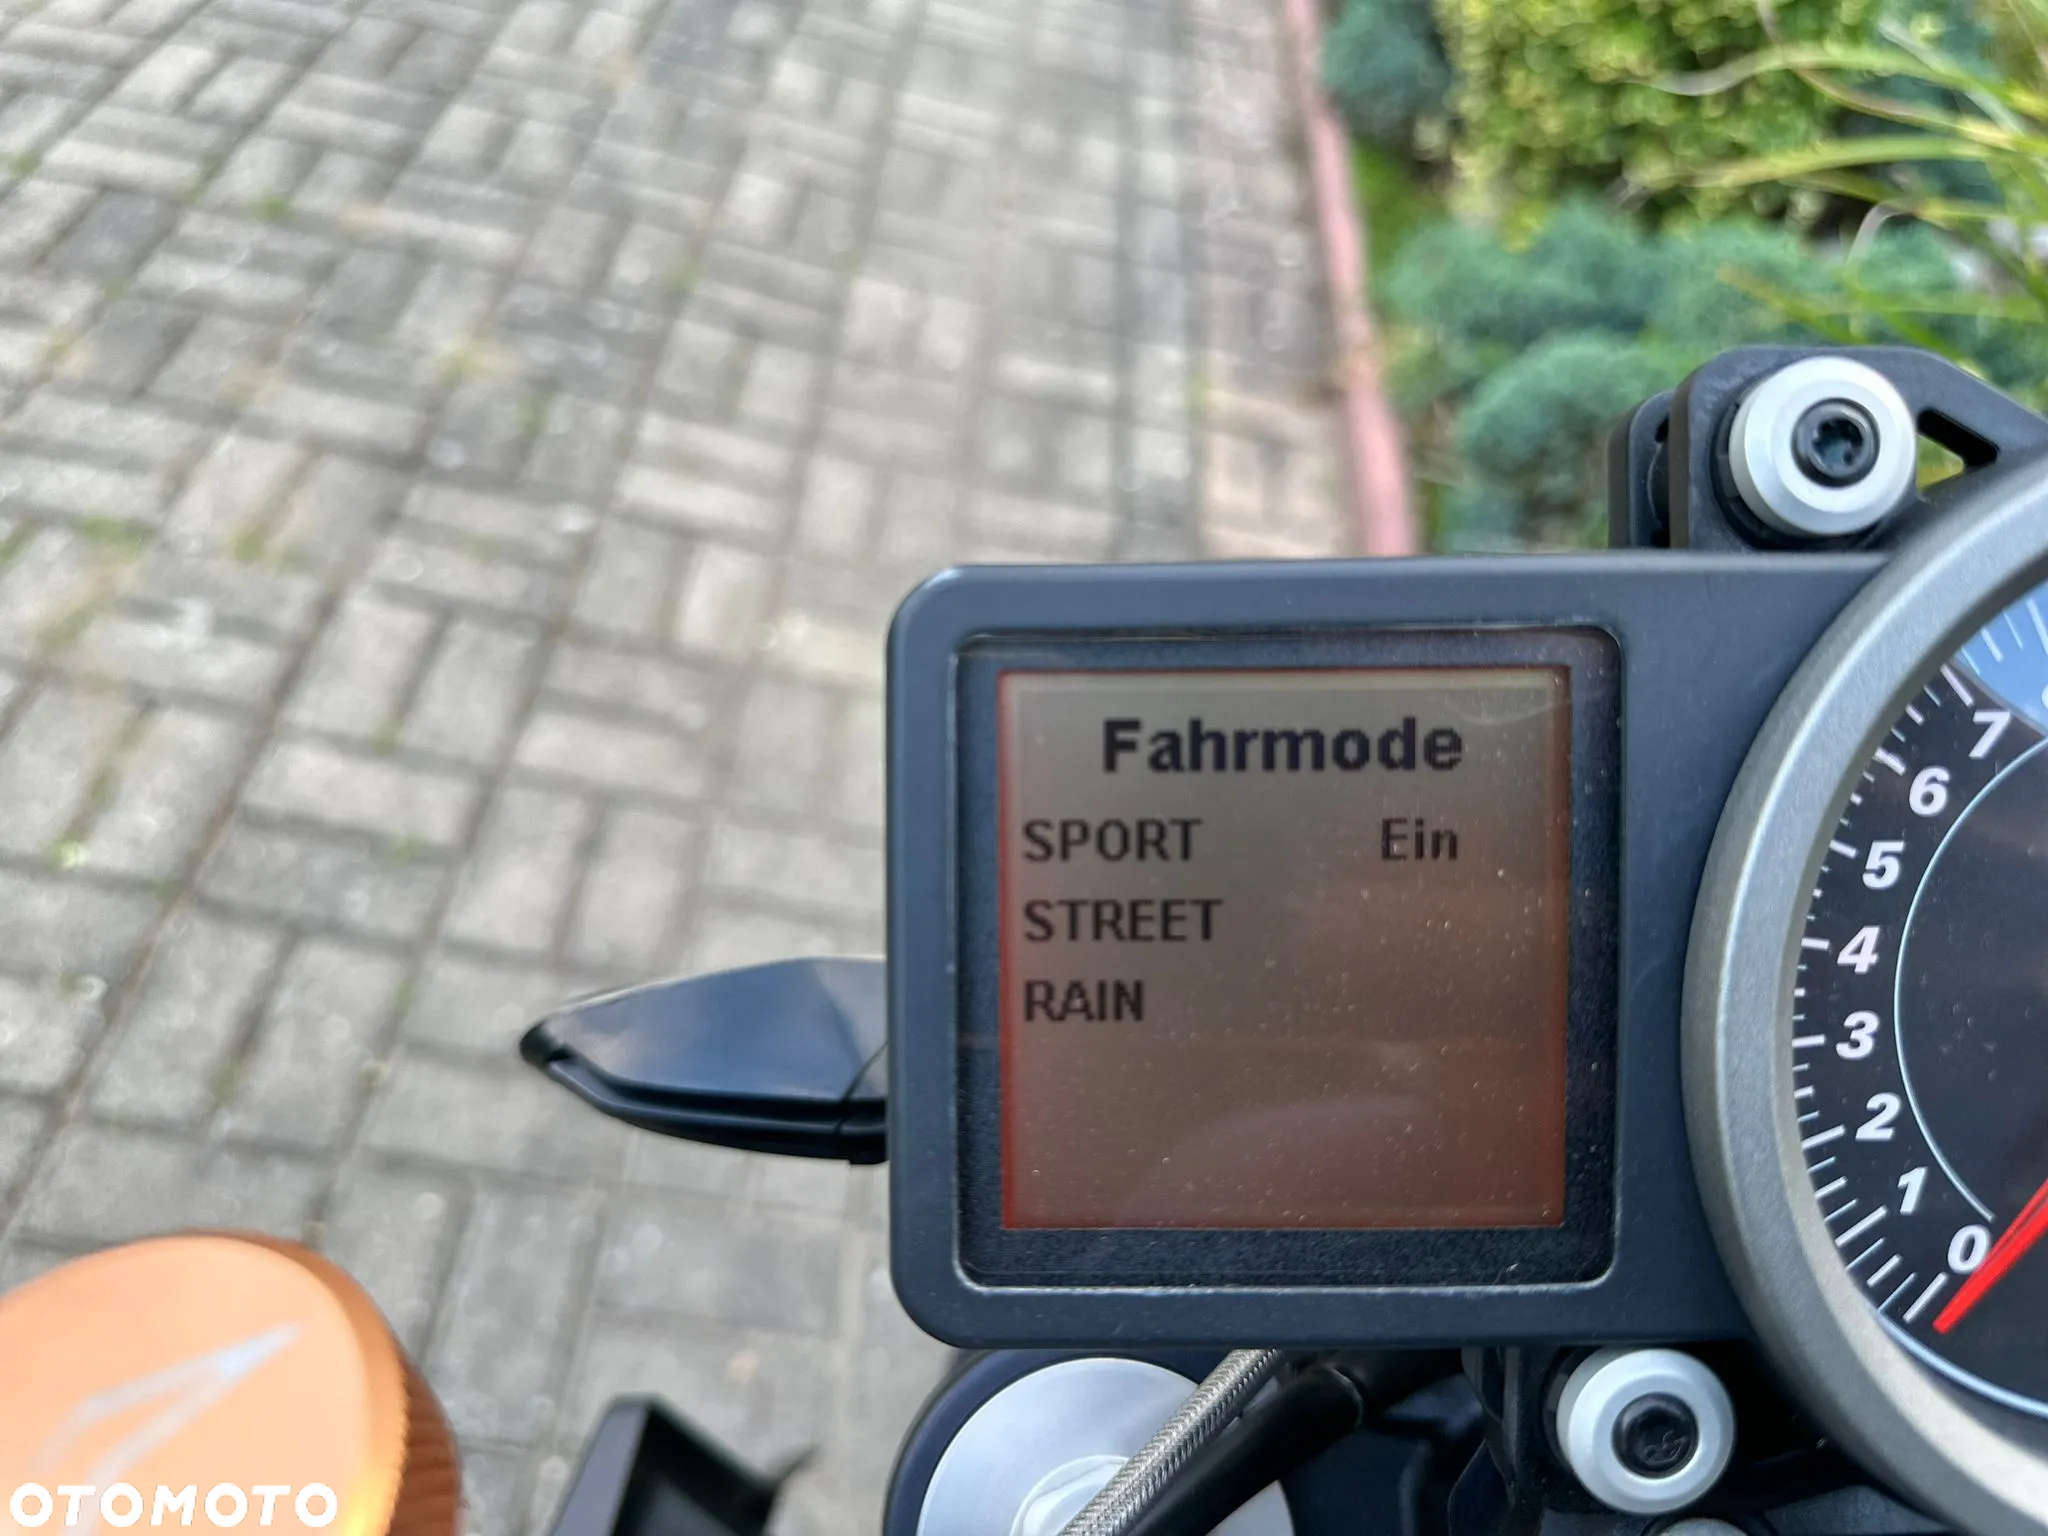 Fahrmode
SPORT Ein
STREET
RAIN
7
6
5
4
3
2
1
0
OTOMOTO